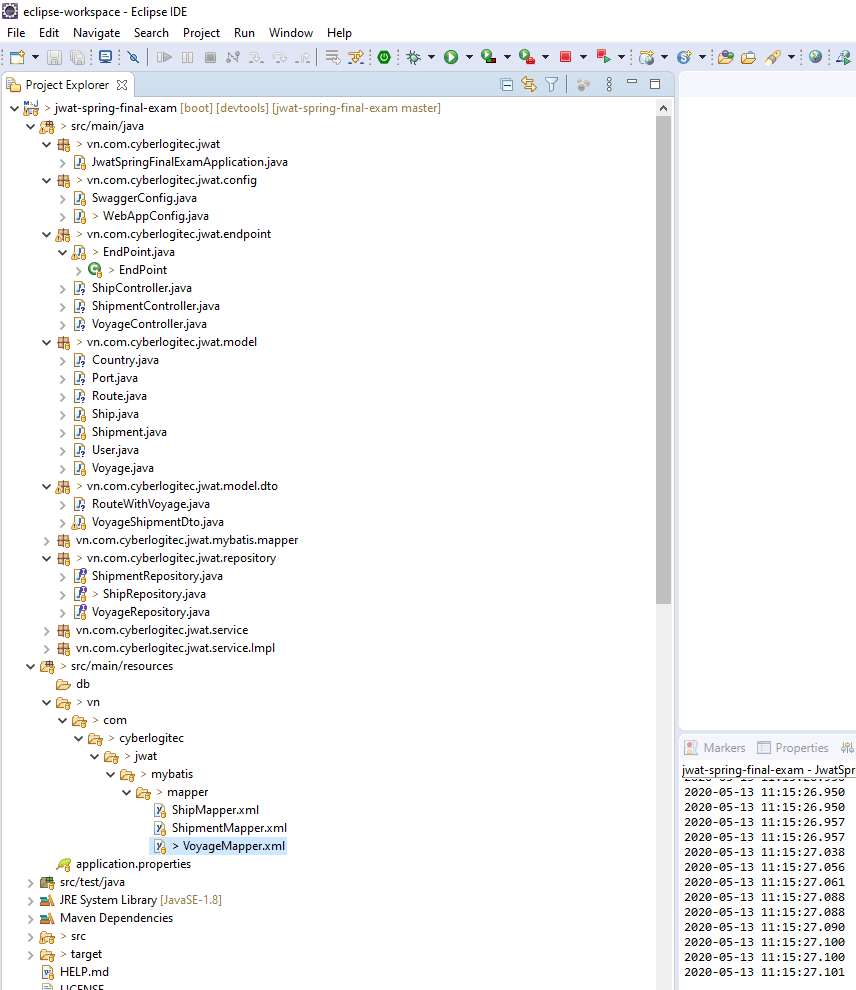 eclipse-workspace - Eclipse IDE
File Edit Navigate Search Project Run Window Help
Project Explorer
> jwat-spring-final-exam [boot] [devtools] [jwat-spring-final-exam master]
> src/main/java
> vn.com.cyberlogitec.jwat
JwatSpringFinalExamApplication.java
> vn.com.cyberlogitec.jwat.config
SwaggerConfig.java
> WebAppConfig.java
> vn.com.cyberlogitec.jwat.endpoint
> EndPoint.java
> EndPoint
ShipController.java
ShipmentController.java
VoyageController.java
> vn.com.cyberlogitec.jwat.model
Country.java
Port.java
Route.java
Ship.java
Shipment.java
User.java
Voyage.java
> vn.com.cyberlogitec.jwat.model.dto
RouteWithVoyage.java
VoyageShipmentDto.java
vn.com.cyberlogitec.jwat.mybatis.mapper
> vn.com.cyberlogitec.jwat.repository
ShipmentRepository.java
> ShipRepository.java
VoyageRepository.java
vn.com.cyberlogitec.jwat.service
vn.com.cyberlogitec.jwat.service.Impl
> src/main/resources
db
> vn
> com
> cyberlogitec
> jwat
> mybatis
> mapper
ShipMapper.xml
ShipmentMapper.xml
> VoyageMapper.xml
application.properties
src/test/java
JRE System Library [JavaSE-1.8]
Maven Dependencies
> src
> target
HELP.md
LICENSE
Markers Properties
jwat-spring-final-exam - JwatSpr
2020-05-13 11:15:26.950
2020-05-13 11:15:26.950
2020-05-13 11:15:26.950
2020-05-13 11:15:26.957
2020-05-13 11:15:26.957
2020-05-13 11:15:27.038
2020-05-13 11:15:27.056
2020-05-13 11:15:27.061
2020-05-13 11:15:27.088
2020-05-13 11:15:27.088
2020-05-13 11:15:27.090
2020-05-13 11:15:27.100
2020-05-13 11:15:27.100
2020-05-13 11:15:27.101